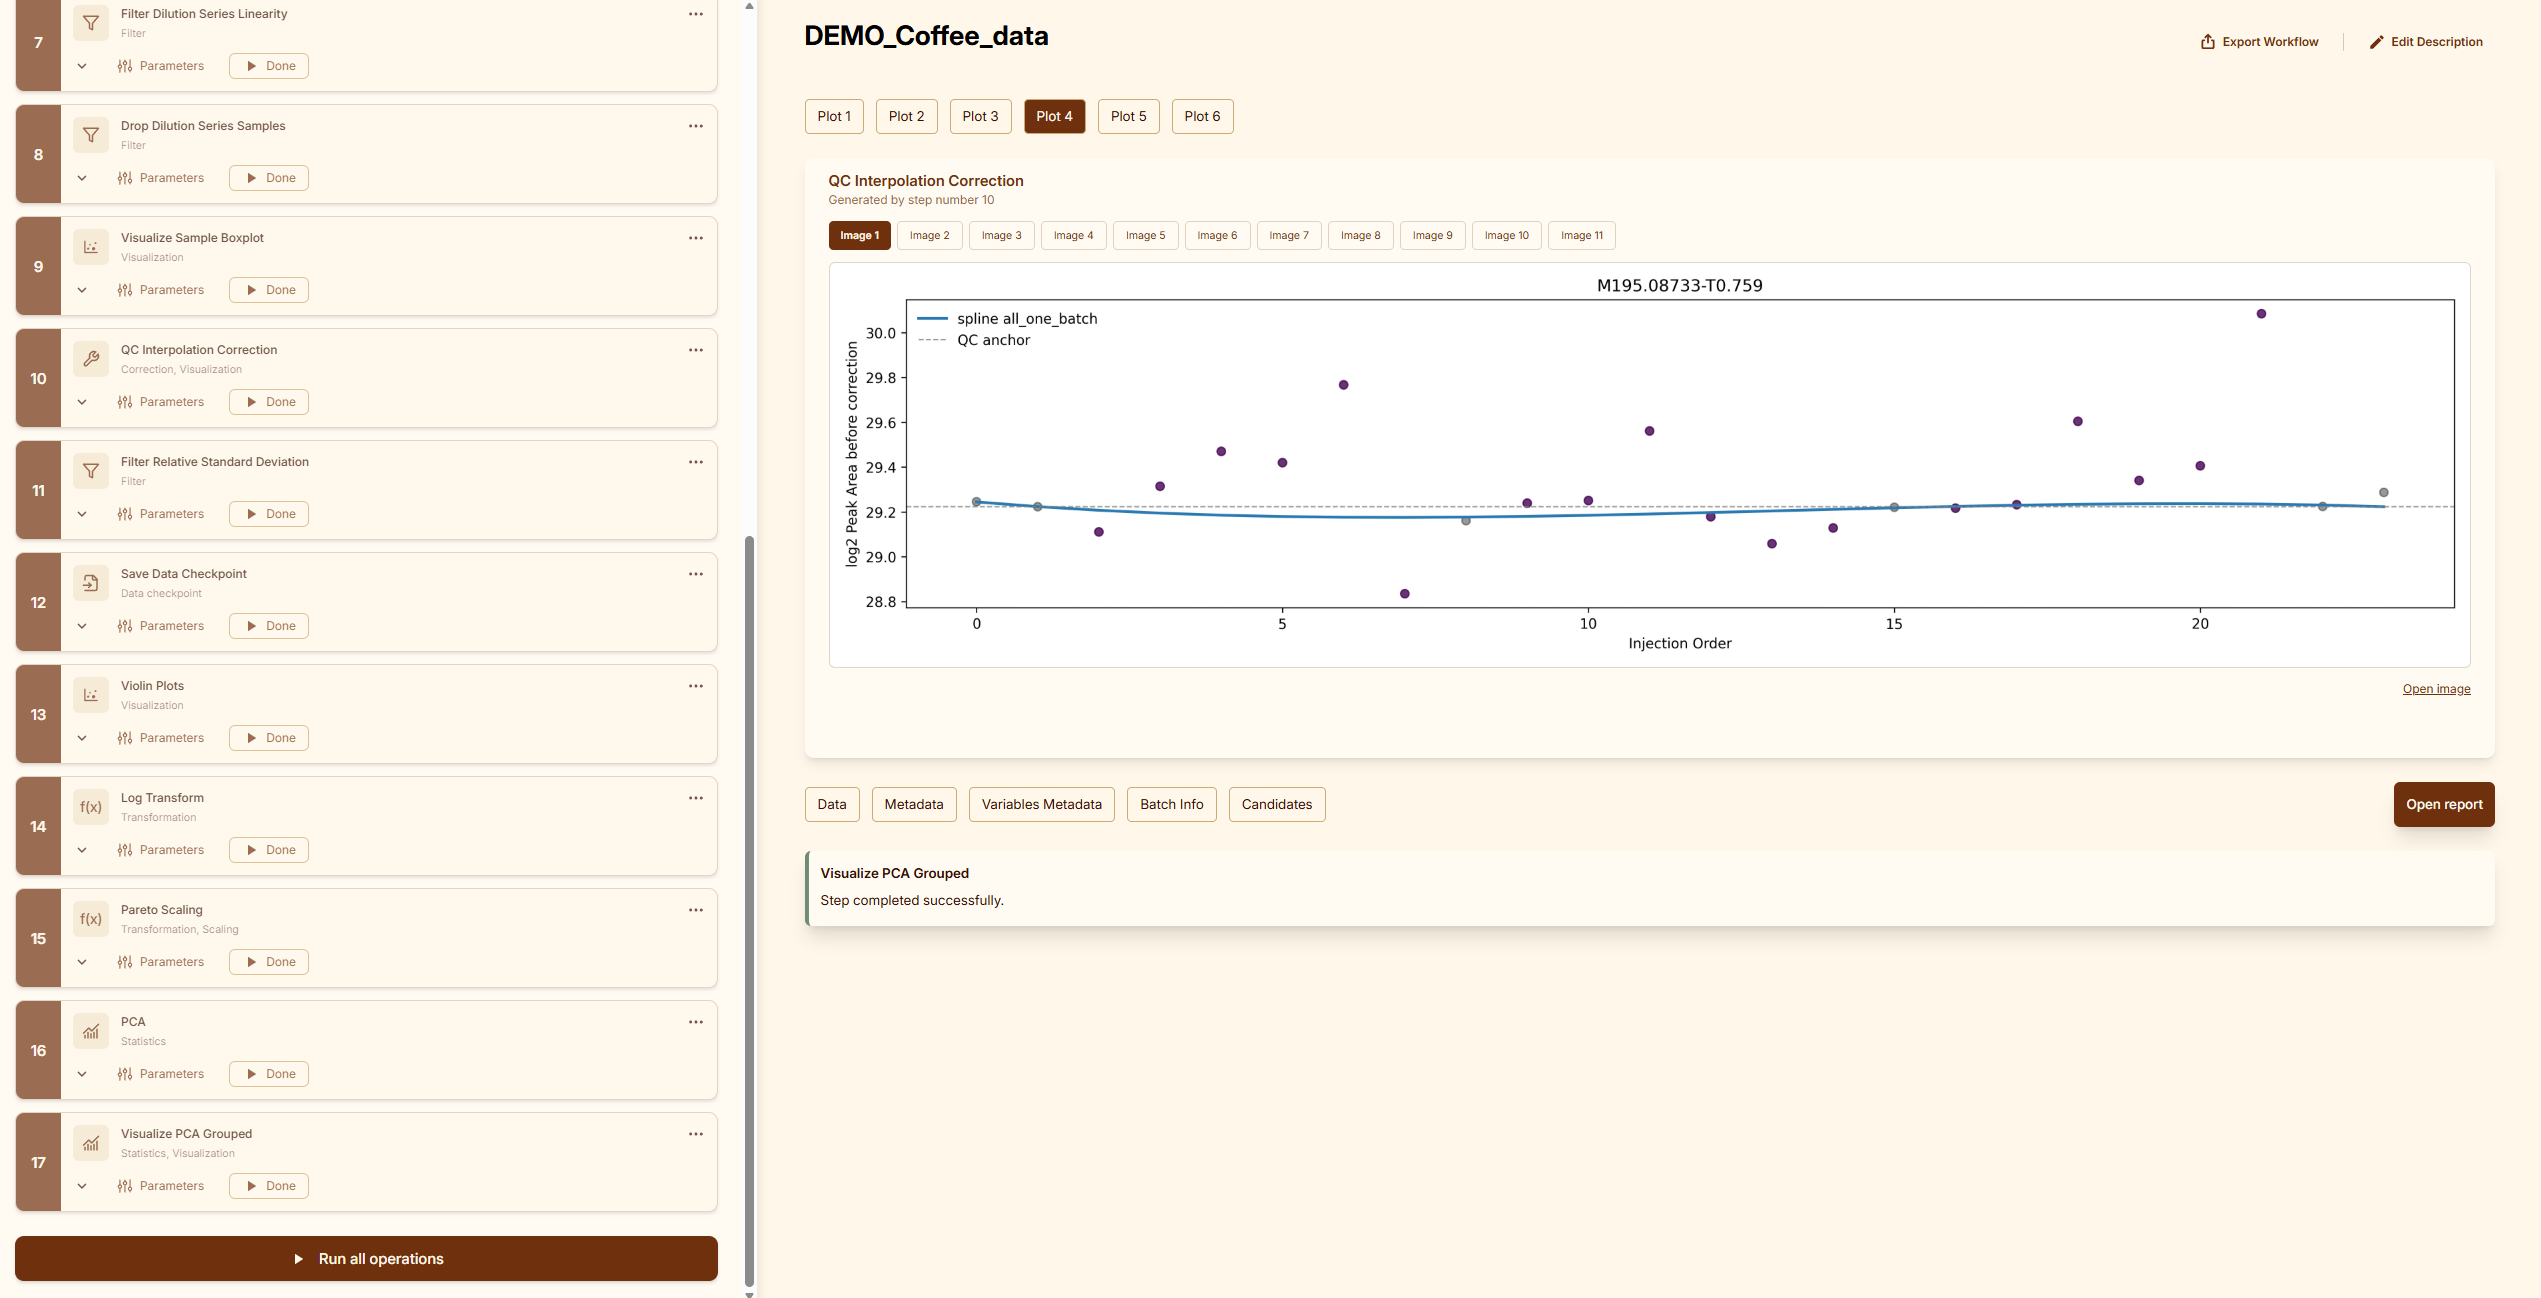 7
Filter Dilution Series Linearity
Filter
Parameters
Done
8
Drop Dilution Series Samples
Filter
Parameters
Done
9
Visualize Sample Boxplot
Visualization
Parameters
Done
10
QC Interpolation Correction
Correction, Visualization
Parameters
Done
11
Filter Relative Standard Deviation
Filter
Parameters
Done
12
Save Data Checkpoint
Data checkpoint
Parameters
Done
13
Violin Plots
Visualization
Parameters
Done
14
f(x)
Log Transform
Transformation
Parameters
Done
15
f(x)
Pareto Scaling
Transformation, Scaling
Parameters
Done
16
PCA
Statistics
Parameters
Done
17
Visualize PCA Grouped
Statistics, Visualization
Parameters
Done
Run all operations
DEMO_Coffee_data
Export Workflow
Edit Description
Plot 1 Plot 2 Plot 3 Plot 4 Plot 5 Plot 6
QC Interpolation Correction
Generated by step number 10
Image 1 Image 2 Image 3 Image 4 Image 5 Image 6 Image 7 Image 8 Image 9 Image 10 Image 11
M195.08733-T0.759
spline all_one_batch
QC anchor
log2 Peak Area before correction
30.0
29.8
29.6
29.4
29.2
29.0
28.8
0 5 10 15 20
Injection Order
Open image
Data Metadata Variables Metadata Batch Info Candidates
Open report
Visualize PCA Grouped
Step completed successfully.